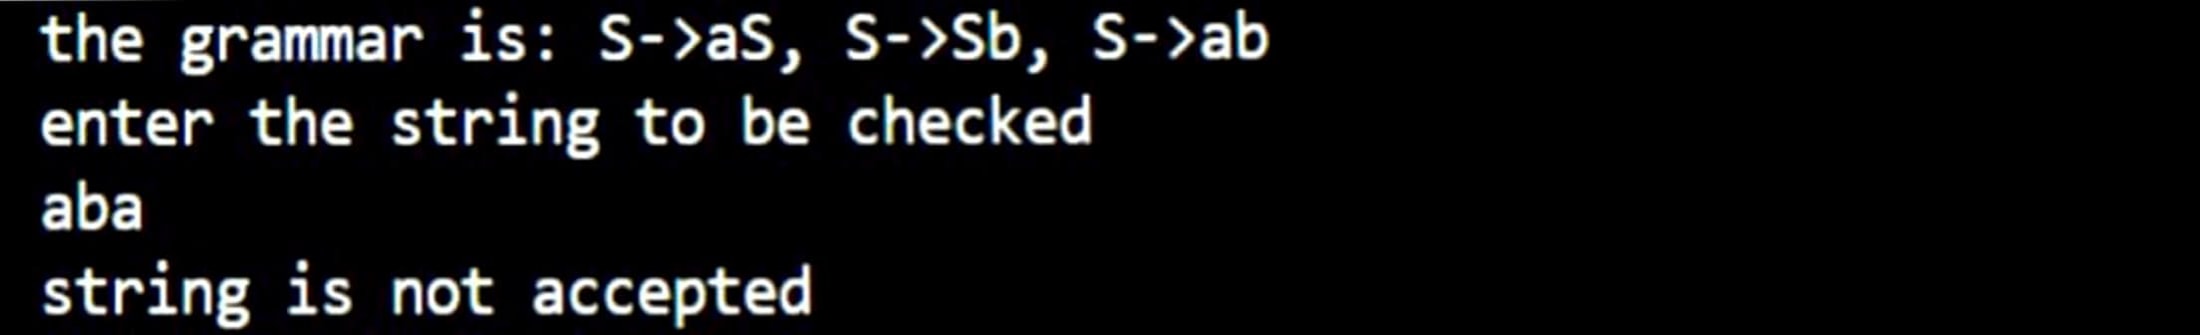 the grammar is: S->aS, S->Sb, S->ab
enter the string to be checked
aba
string is not accepted